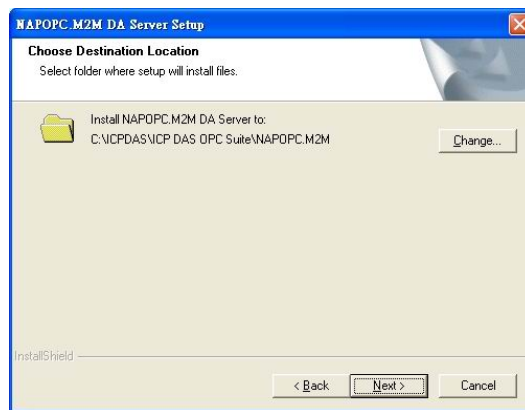 NAPOPC.M2M DA Server Setup
Choose Destination Location
Select folder where setup will install files.
Install NAPOPC.M2M DA Server to:
C:\ICPDAS\ICP DAS OPC Suite\NAPOPC.M2M
Change...
InstallShield
< Back
Next >
Cancel